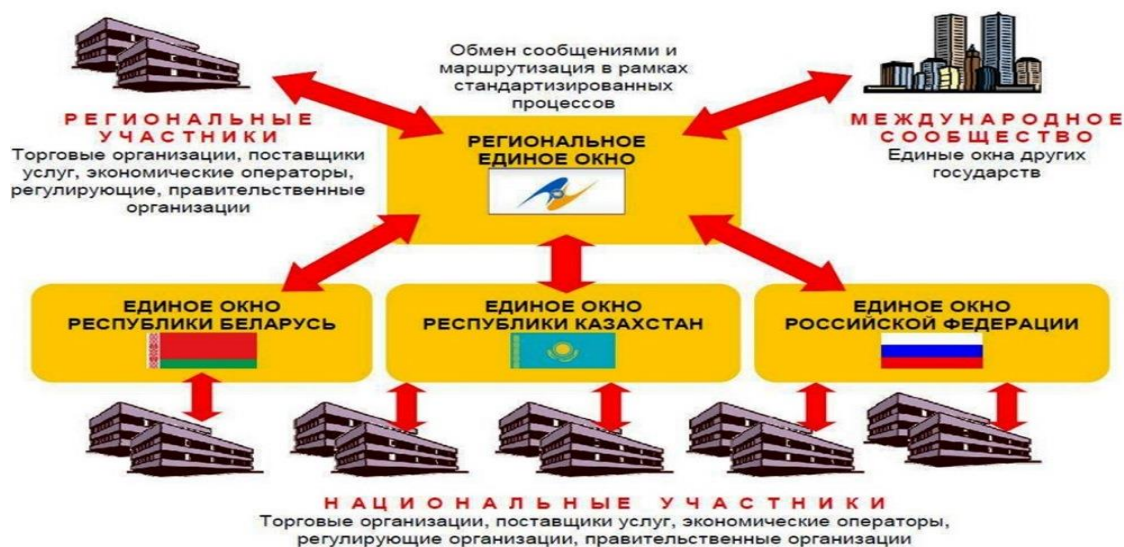 Обмен сообщениями и
маршрутизация в рамках
стандартизированных
процессов
РЕГИОНАЛЬНЫЕ
УЧАСТНИКИ
Торговые организации, поставщики
услуг, экономические операторы,
регулирующие, правительственные
организации
РЕГИОНАЛЬНОЕ
ЕДИНОЕ ОКНО
МЕЖДУНАРОДНОЕ
СООБЩЕСТВО
Единые окна других
государств
ЕДИНОЕ ОКНО
РЕСПУБЛИКИ БЕЛАРУСЬ
ЕДИНОЕ ОКНО
РЕСПУБЛИКИ КАЗАХСТАН
ЕДИНОЕ ОКНО
РОССИЙСКОЙ ФЕДЕРАЦИИ
НАЦИОНАЛЬНЫЕ УЧАСТНИКИ
Торговые организации, поставщики услуг, экономические операторы,
регулирующие организации, правительственные организации